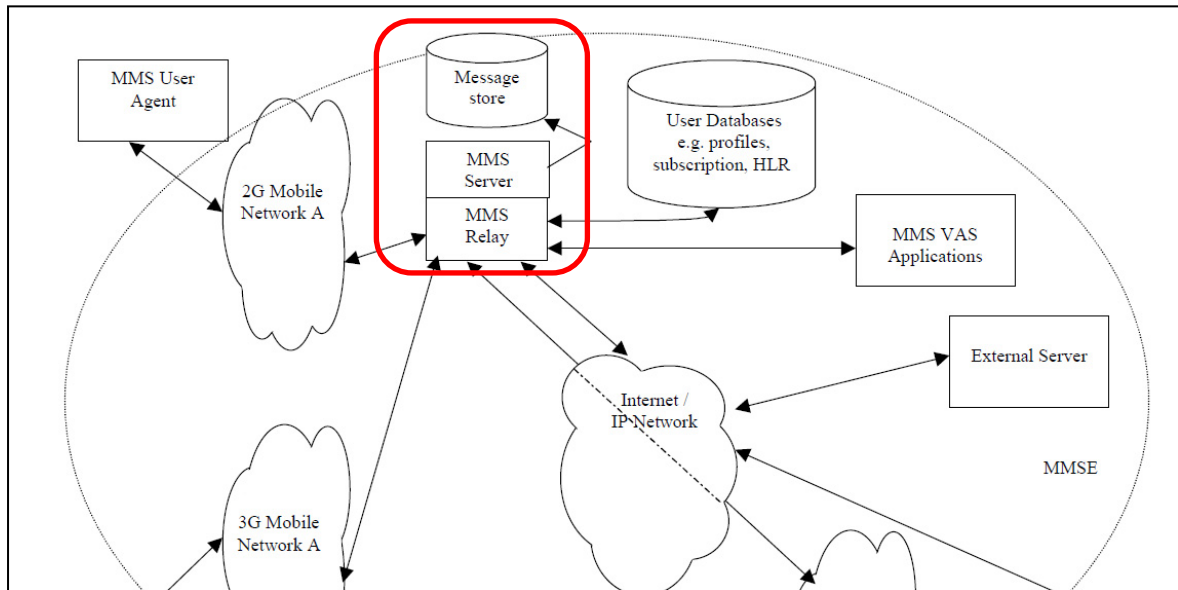 Message
store
MMS User
Agent
User Databases
e.g. profiles,
subscription, HLR
MMS
Server
2G Mobile
Network A
MMS
Relay
MMS VAS
Applications
External Server
Internet /
IP Network
MMSE
3G Mobile
Network A